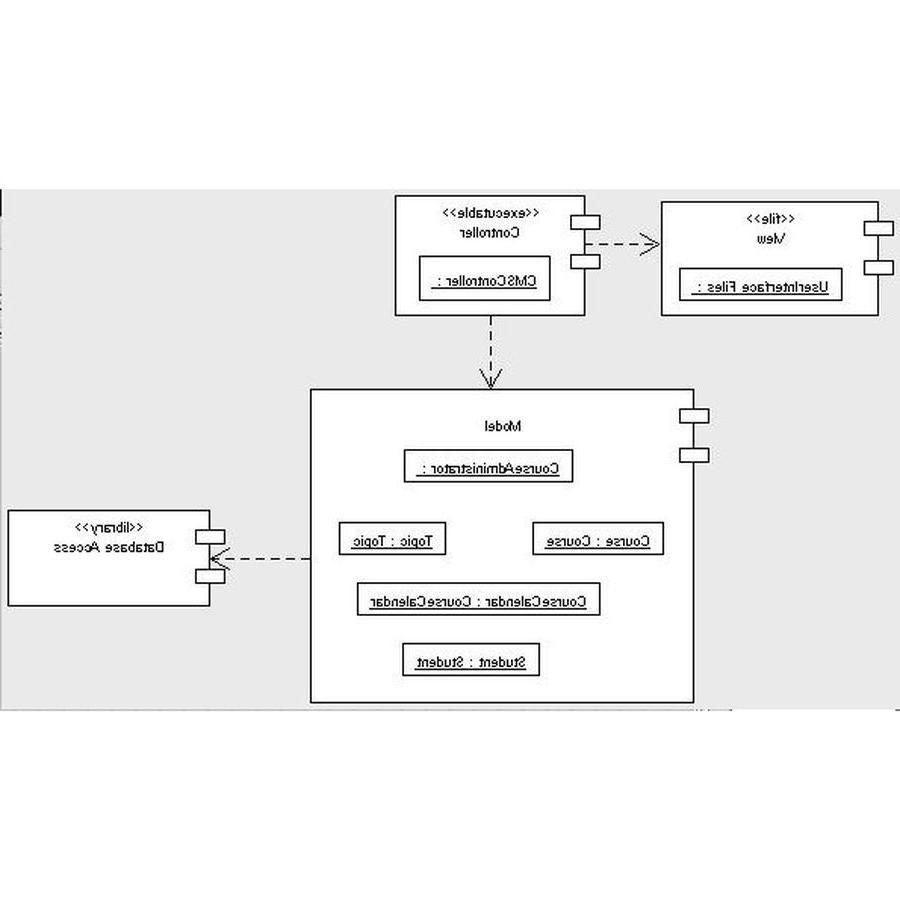 <<executable>>
Controller
CMSController :
<<file>>
View
UserInterface Files :
Model
CourseAdministrator :
Topic : Topic
Course : Course
CourseCalendar : CourseCalendar
Student : Student
<<library>>
Database Access